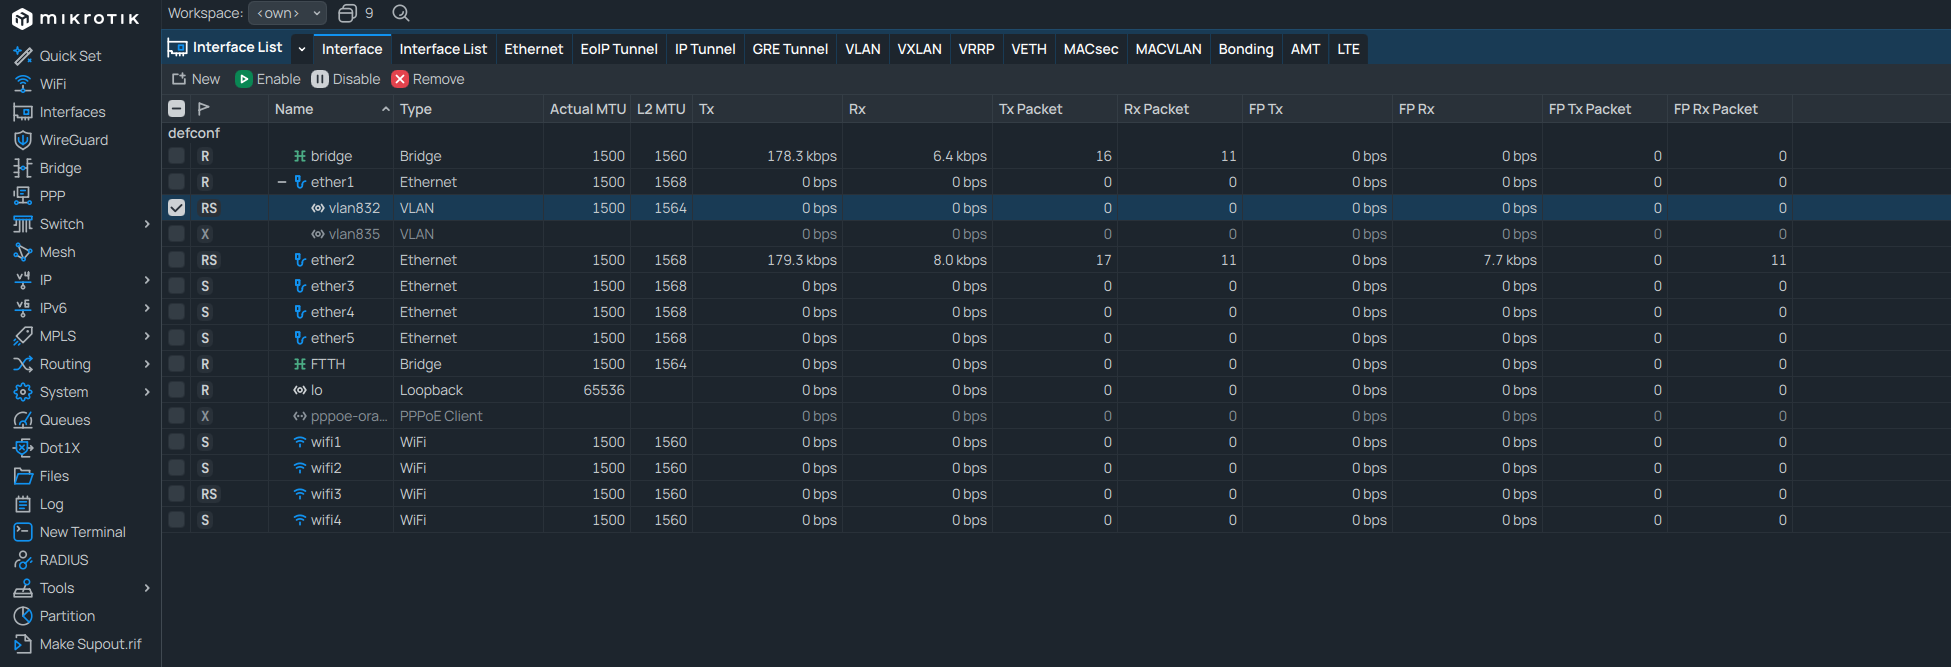 MIKROTIK
Workspace: <own> 9
Quick Set
WiFi
Interfaces
WireGuard
Bridge
PPP
Switch
Mesh
IP
IPv6
MPLS
Routing
System
Queues
Dot1X
Files
Log
New Terminal
RADIUS
Tools
Partition
Make Supout.rif
Interface List Interface Interface List Ethernet EoIP Tunnel IP Tunnel GRE Tunnel VLAN VXLAN VRRP VETH MACsec MACVLAN Bonding AMT LTE
New Enable Disable Remove
Name Type Actual MTU L2 MTU Tx Rx Tx Packet Rx Packet FP Tx FP Rx FP Tx Packet FP Rx Packet
defconf
R bridge Bridge 1500 1560 178.3 kbps 6.4 kbps 16 11 0 bps 0 bps 0 0
R ether1 Ethernet 1500 1568 0 bps 0 bps 0 0 0 bps 0 bps 0 0
RS vlan832 VLAN 1500 1564 0 bps 0 bps 0 0 0 bps 0 bps 0 0
X vlan835 VLAN 0 bps 0 bps 0 0 0 bps 0 bps 0 0
RS ether2 Ethernet 1500 1568 179.3 kbps 8.0 kbps 17 11 0 bps 7.7 kbps 0 11
S ether3 Ethernet 1500 1568 0 bps 0 bps 0 0 0 bps 0 bps 0 0
S ether4 Ethernet 1500 1568 0 bps 0 bps 0 0 0 bps 0 bps 0 0
S ether5 Ethernet 1500 1568 0 bps 0 bps 0 0 0 bps 0 bps 0 0
R FTTH Bridge 1500 1564 0 bps 0 bps 0 0 0 bps 0 bps 0 0
R lo Loopback 65536 0 bps 0 bps 0 0 0 bps 0 bps 0 0
X pppoe-ora... PPPoE Client 0 bps 0 bps 0 0 0 bps 0 bps 0 0
S wifi1 WiFi 1500 1560 0 bps 0 bps 0 0 0 bps 0 bps 0 0
S wifi2 WiFi 1500 1560 0 bps 0 bps 0 0 0 bps 0 bps 0 0
RS wifi3 WiFi 1500 1560 0 bps 0 bps 0 0 0 bps 0 bps 0 0
S wifi4 WiFi 1500 1560 0 bps 0 bps 0 0 0 bps 0 bps 0 0